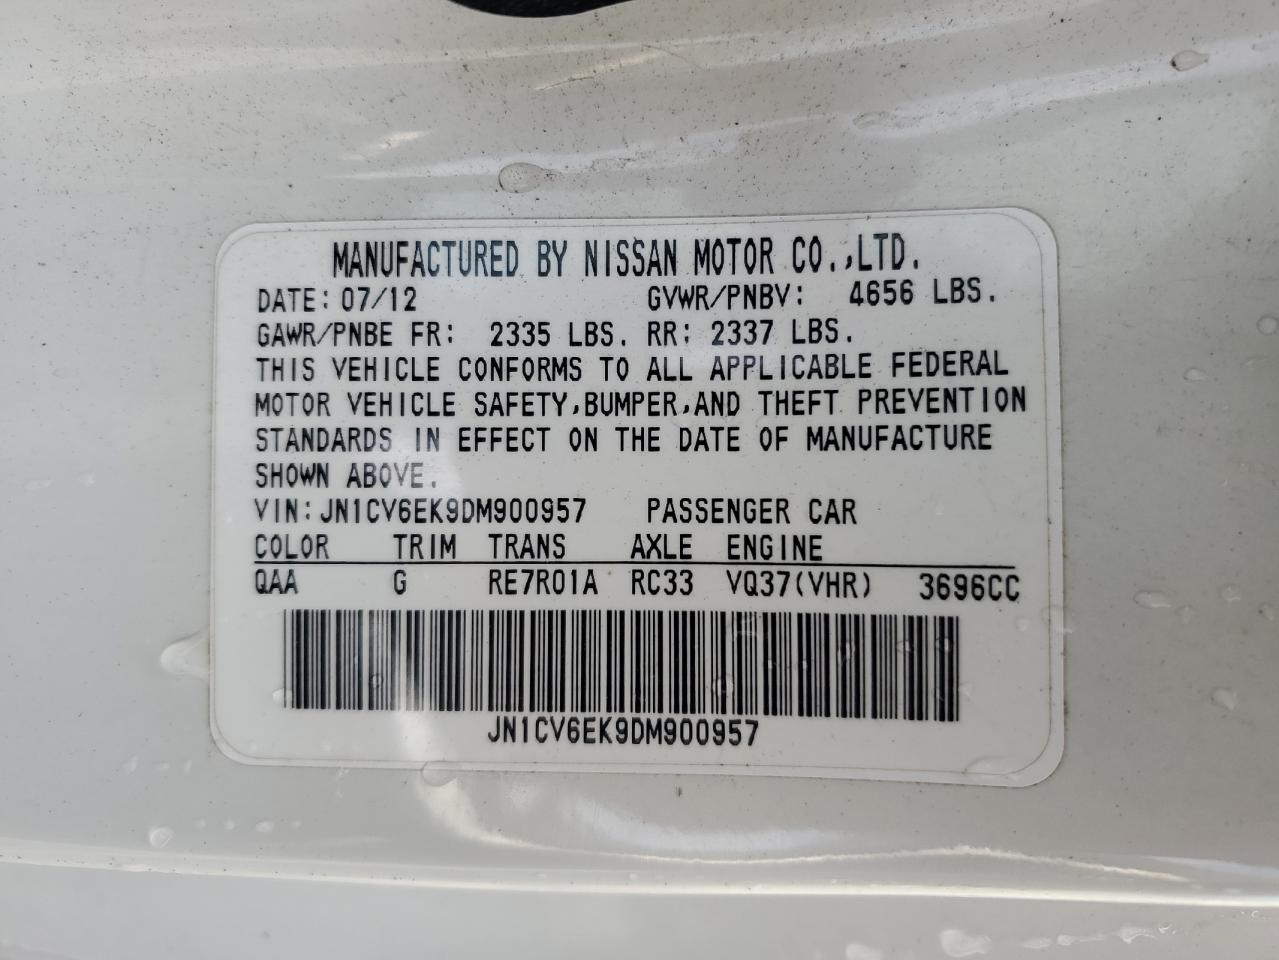 MANUFACTURED BY NISSAN MOTOR CO.,LTD.
DATE: 07/12 GVWR/PNBV: 4656 LBS.
GAWR/PNBE FR: 2335 LBS. RR: 2337 LBS.
THIS VEHICLE CONFORMS TO ALL APPLICABLE FEDERAL
MOTOR VEHICLE SAFETY,BUMPER,AND THEFT PREVENTION
STANDARDS IN EFFECT ON THE DATE OF MANUFACTURE
SHOWN ABOVE.
VIN:JN1CV6EK9DM900957 PASSENGER CAR
COLOR TRIM TRANS AXLE ENGINE
QAA G RE7R01A RC33 VQ37(VHR) 3696CC
JN1CV6EK9DM900957